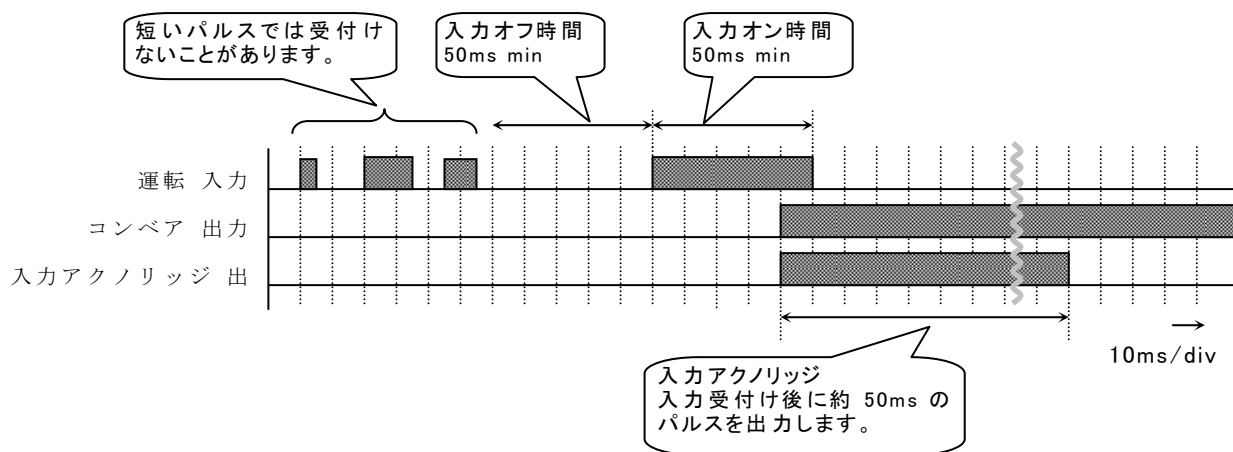 短いパルスでは受付け
ないことがあります。
入力オフ時間
50ms min
入力オン時間
50ms min
運転 入力
コンベア 出力
入力アクノリッジ 出
10ms/div
入力アクノリッジ
入力受付け後に約 50ms の
パルスを出力します。